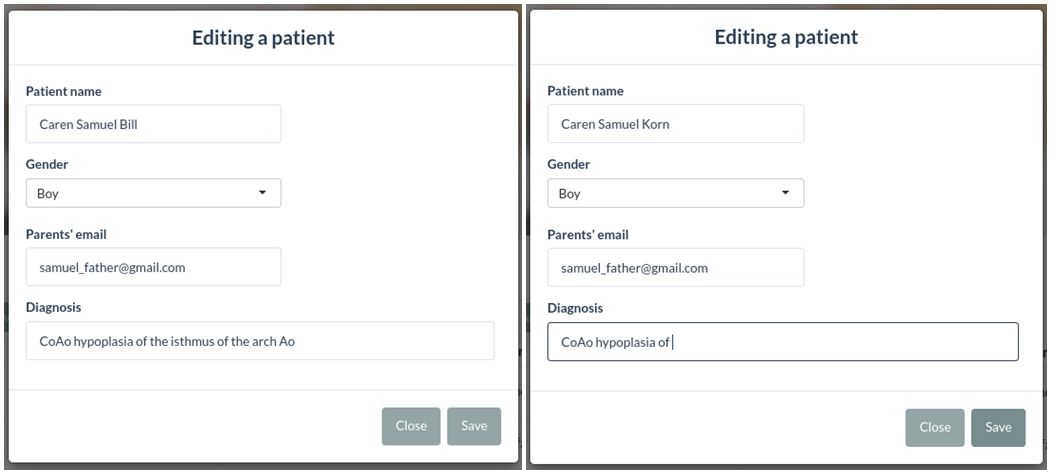 Editing a patient
Patient name
Caren Samuel Bill
Gender
Boy
Parents' email
samuel_father@gmail.com
Diagnosis
CoAo hypoplasia of the isthmus of the arch Ao
Close Save
Editing a patient
Patient name
Caren Samuel Korn
Gender
Boy
Parents' email
samuel_father@gmail.com
Diagnosis
CoAo hypoplasia of
Close Save